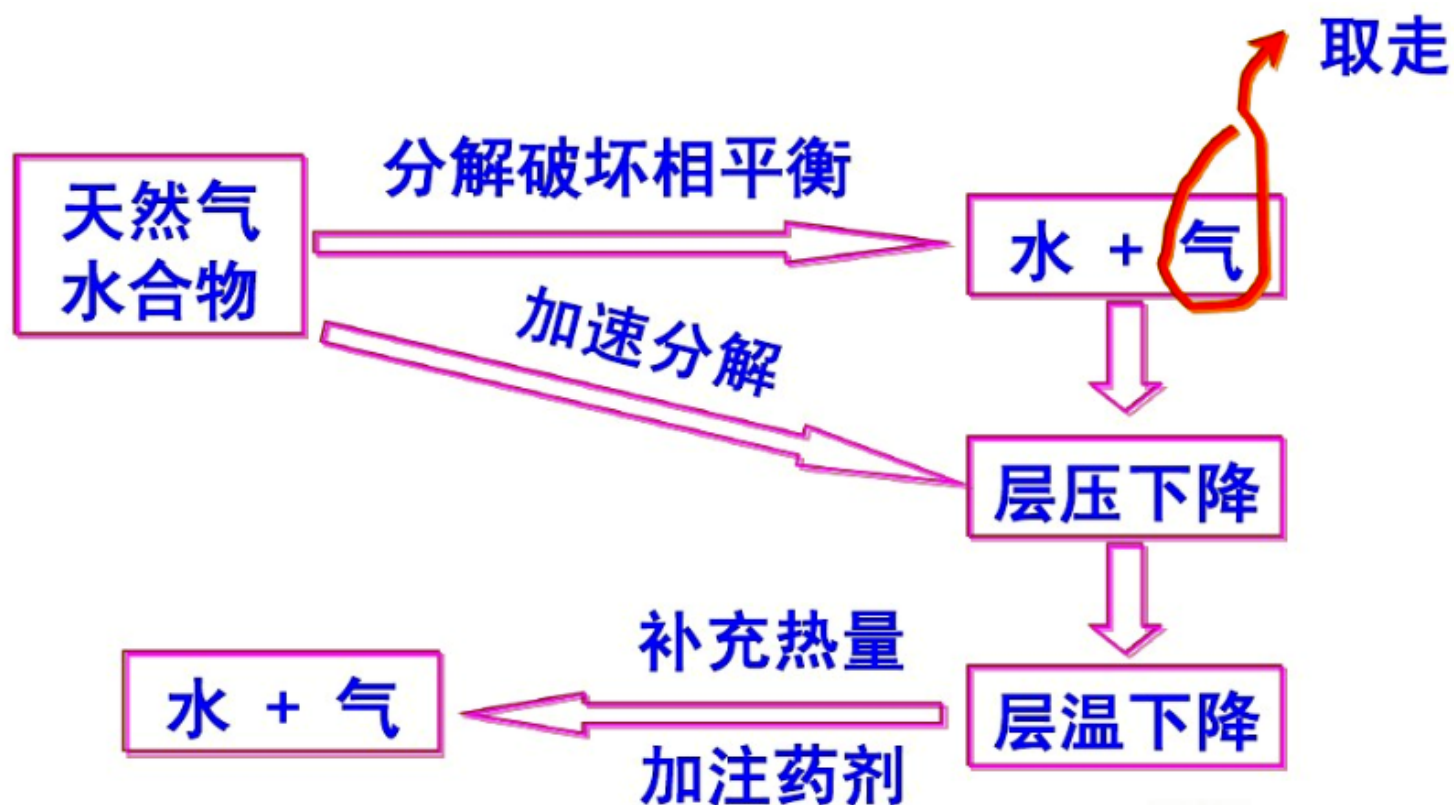 取走
分解破坏相平衡
天然气
水合物
水 + 气
加速分解
层压下降
补充热量
水 + 气
层温下降
加注药剂